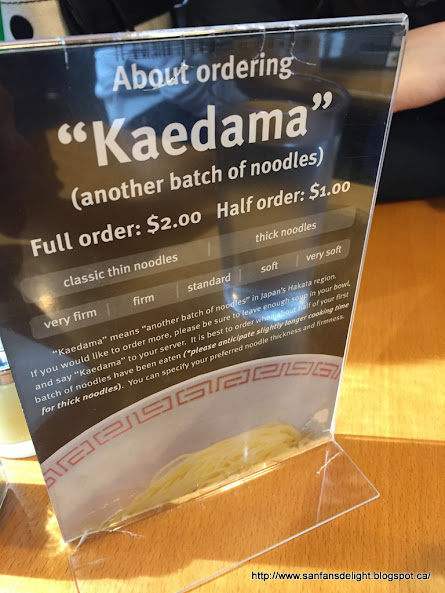 About ordering
“Kaedama”
(another batch of noodles)
Full order: $2.00 Half order: $1.00
classic thin noodles | thick noodles
very firm | firm | standard | soft | very soft
“Kaedama” means “another batch of noodles” in Japan's Hakata region.
If you would like to order more, please be sure to leave enough soup in your bowl,
and say “Kaedama” to your server. It is best to order when about half of your first
batch of noodles have been eaten (*please anticipate slightly longer cooking time
for thick noodles). You can specify your preferred noodle thickness and firmness.
http://www.sanfansdelight.blogspot.ca/